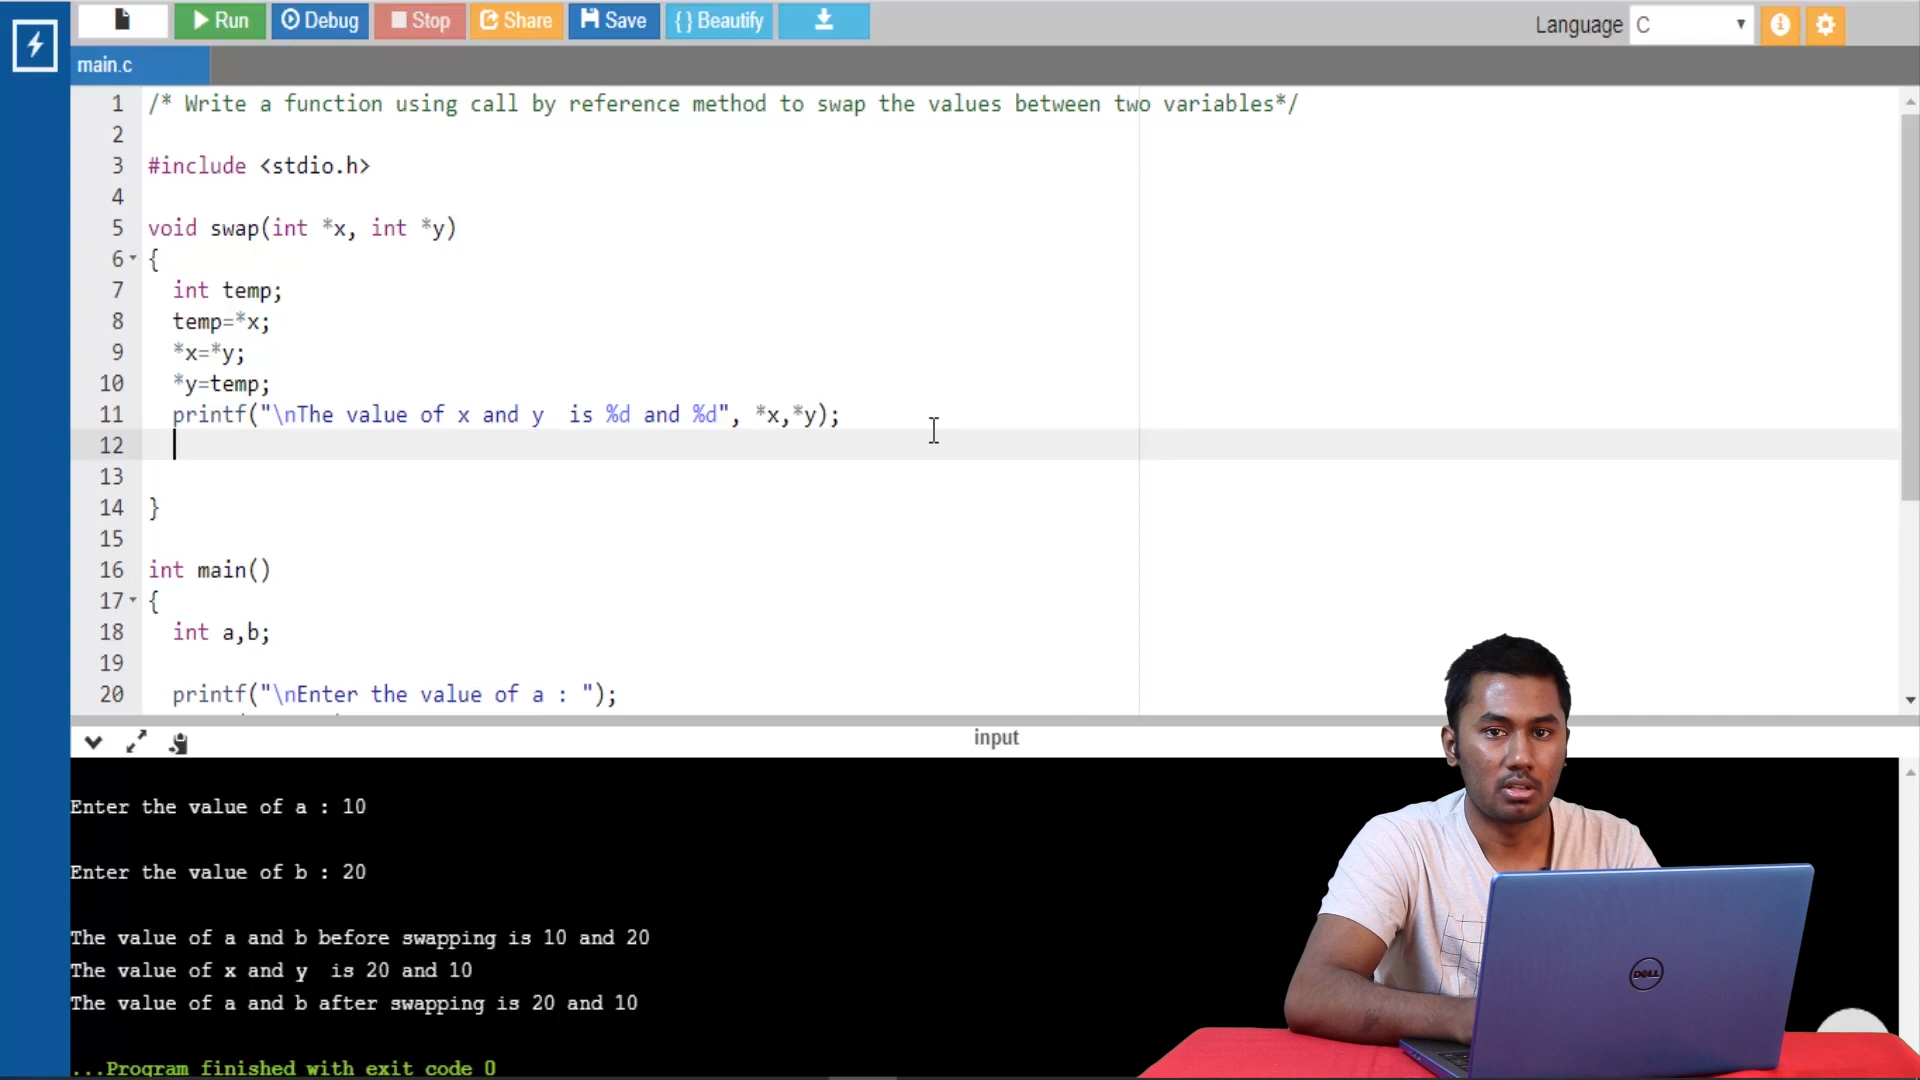 Run Debug Stop Share Save { } Beautify Language C
main.c
1 /* Write a function using call by reference method to swap the values between two variables*/
2
3 #include <stdio.h>
4
5 void swap(int *x, int *y)
6 {
7 int temp;
8 temp=*x;
9 *x=*y;
10 *y=temp;
11 printf("\nThe value of x and y  is %d and %d", *x,*y);
12
13
14 }
15
16 int main()
17 {
18 int a,b;
19
20 printf("\nEnter the value of a : ");
input
Enter the value of a : 10
Enter the value of b : 20
The value of a and b before swapping is 10 and 20
The value of x and y  is 20 and 10
The value of a and b after swapping is 20 and 10
...Program finished with exit code 0
DELL